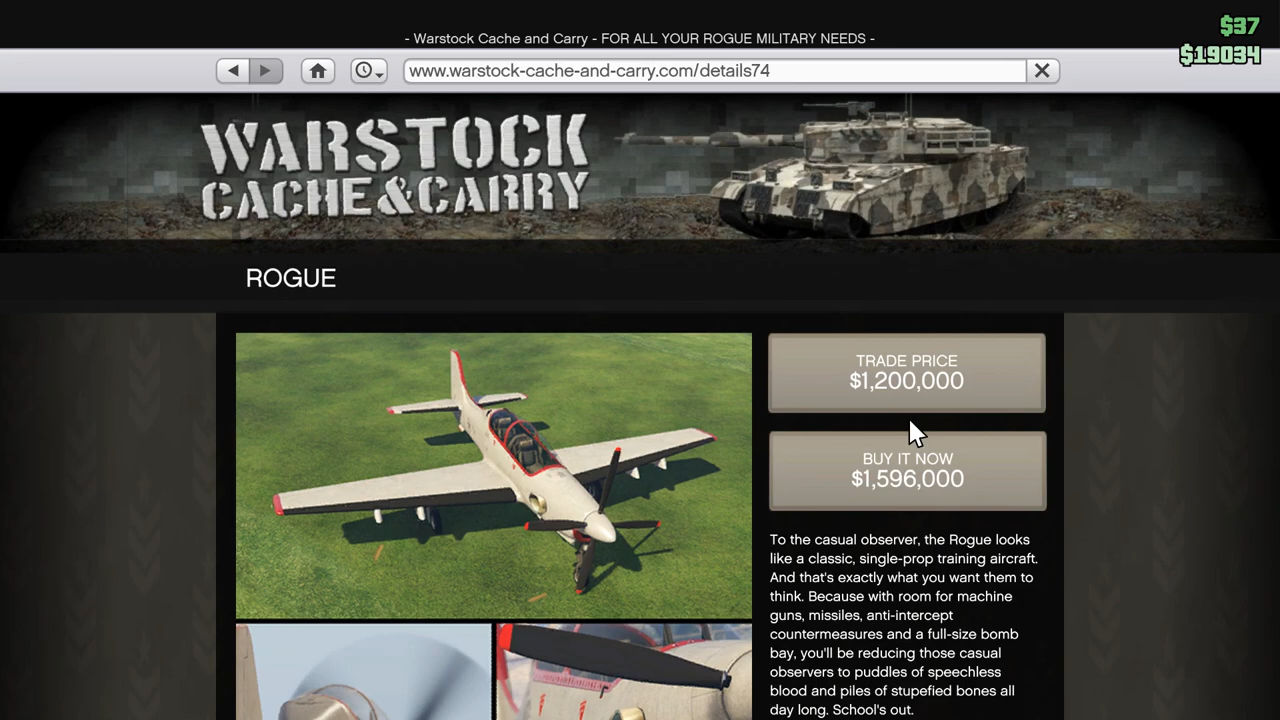 - Warstock Cache and Carry - FOR ALL YOUR ROGUE MILITARY NEEDS -
$37
$19034
www.warstock-cache-and-carry.com/details74
WARSTOCK
CACHE&CARRY
ROGUE
TRADE PRICE
$1,200,000
BUY IT NOW
$1,596,000
To the casual observer, the Rogue looks
like a classic, single-prop training aircraft.
And that's exactly what you want them to
think. Because with room for machine
guns, missiles, anti-intercept
countermeasures and a full-size bomb
bay, you'll be reducing those casual
observers to puddles of speechless
blood and piles of stupefied bones all
day long. School's out.